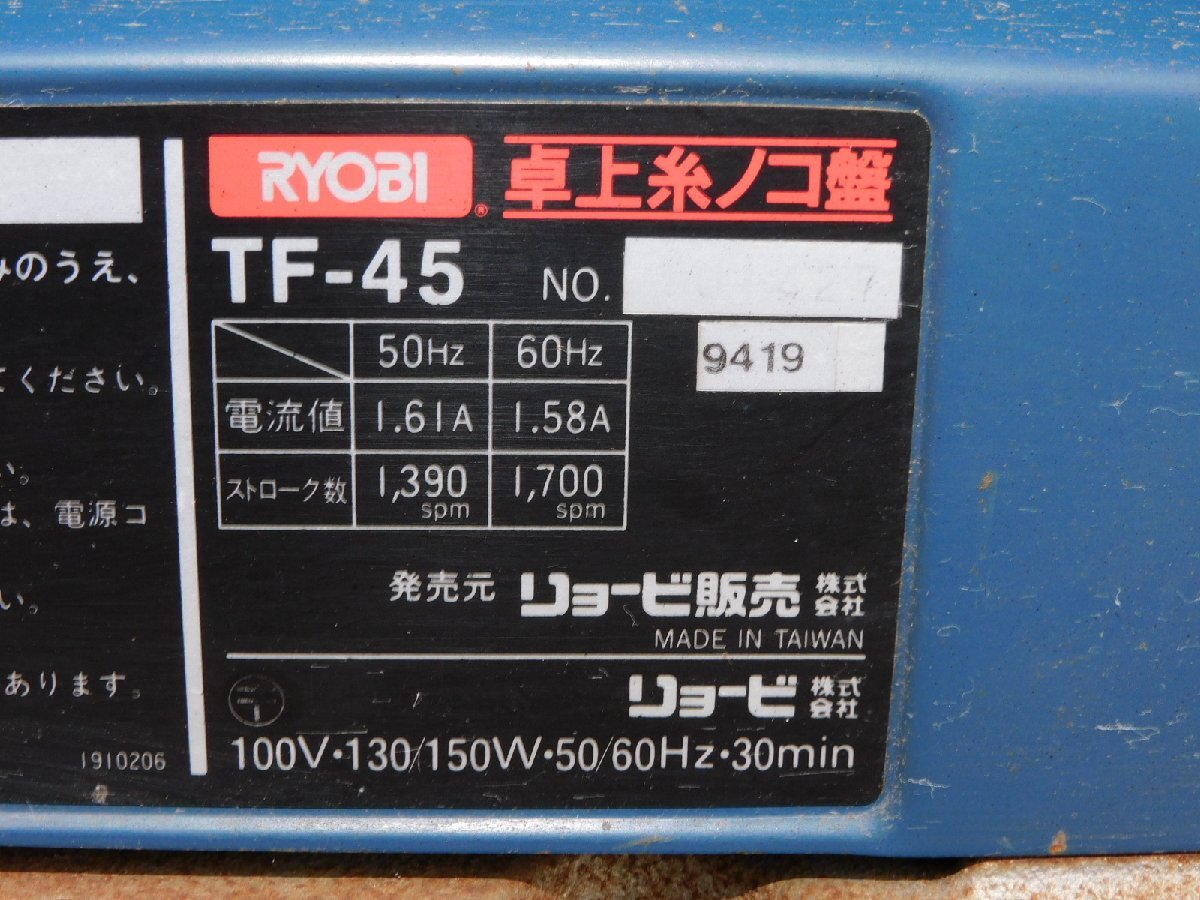 みのうえ、
てください。
い。
は、電源コ
い。
あります。
1910206
RYOBI® 卓上糸ノコ盤
TF-45 NO.
9419
50Hz 60Hz
電流値 1.61A 1.58A
ストローク数 1,390 spm 1,700 spm
発売元 リョービ販売 株式会社
MADE IN TAIWAN
リョービ 株式会社
100V·130/150W·50/60Hz·30min